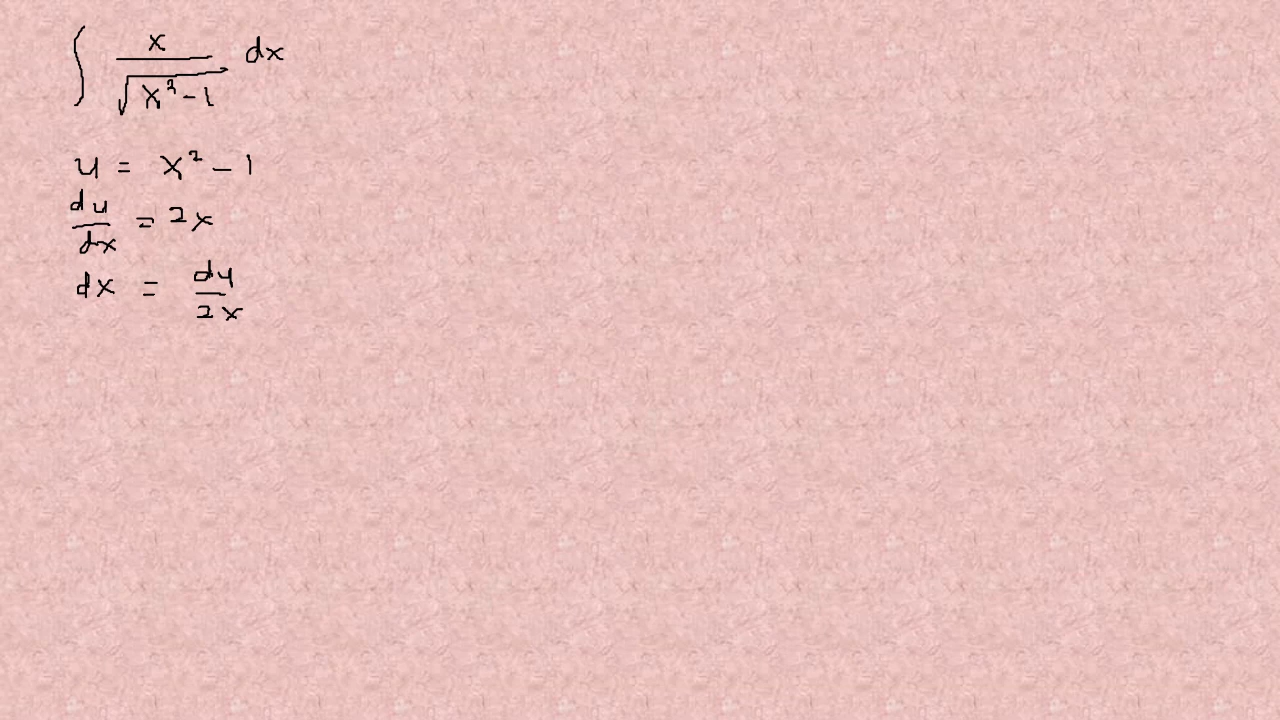 ∫ x / √(x² - 1) dx
u = x² - 1
du/dx = 2x
dx = du/2x